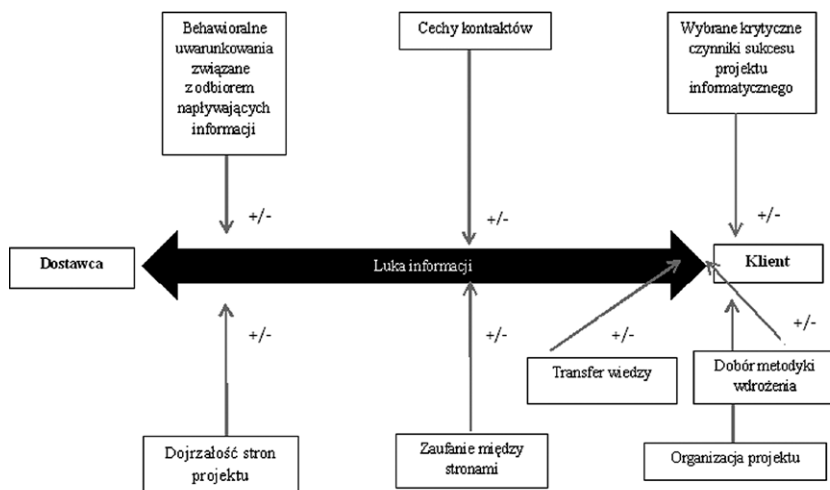 Behawioralne
uwarunkowania
związane
z odbiorem
napływających
informacji
Cechy kontraktów
Wybrane krytyczne
czynniki sukcesu
projektu
informatycznego
+/-
+/-
+/-
Dostawca
Luka informacji
Klient
+/-
+/-
+/-
+/-
Transfer wiedzy
Dobór metodyki
wdrożenia
Dojrzałość stron
projektu
Zaufanie między
stronami
Organizacja projektu